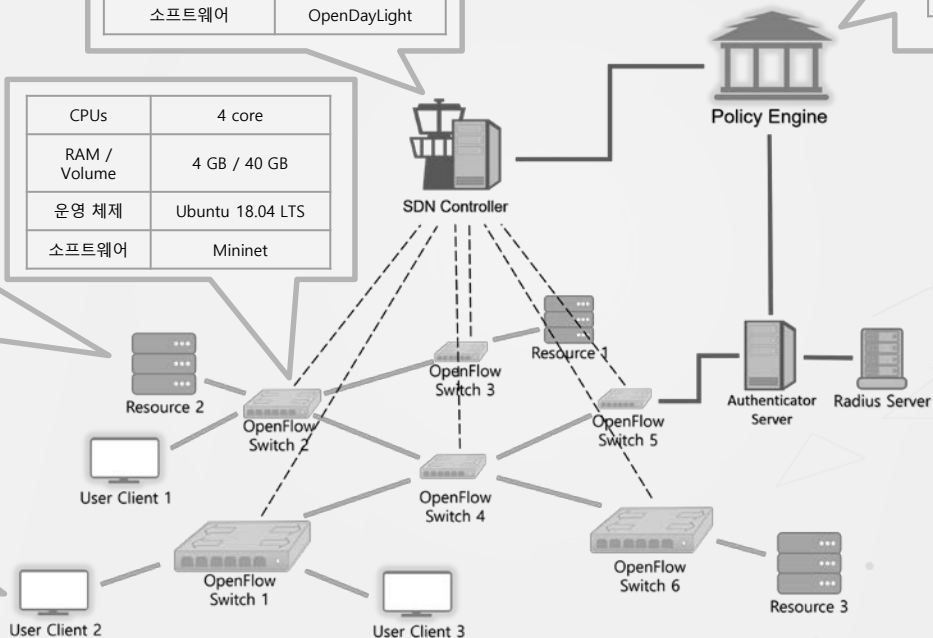 소프트웨어 OpenDayLight
CPUs 4 core
RAM /
Volume 4 GB / 40 GB
운영 체제 Ubuntu 18.04 LTS
소프트웨어 Mininet
Policy Engine
SDN Controller
Resource 1
OpenFlow
Switch 3
Resource 2
OpenFlow
Switch 2
OpenFlow
Switch 5
Authenticator
Server
Radius Server
User Client 1
OpenFlow
Switch 4
OpenFlow
Switch 1
OpenFlow
Switch 6
Resource 3
User Client 2
User Client 3